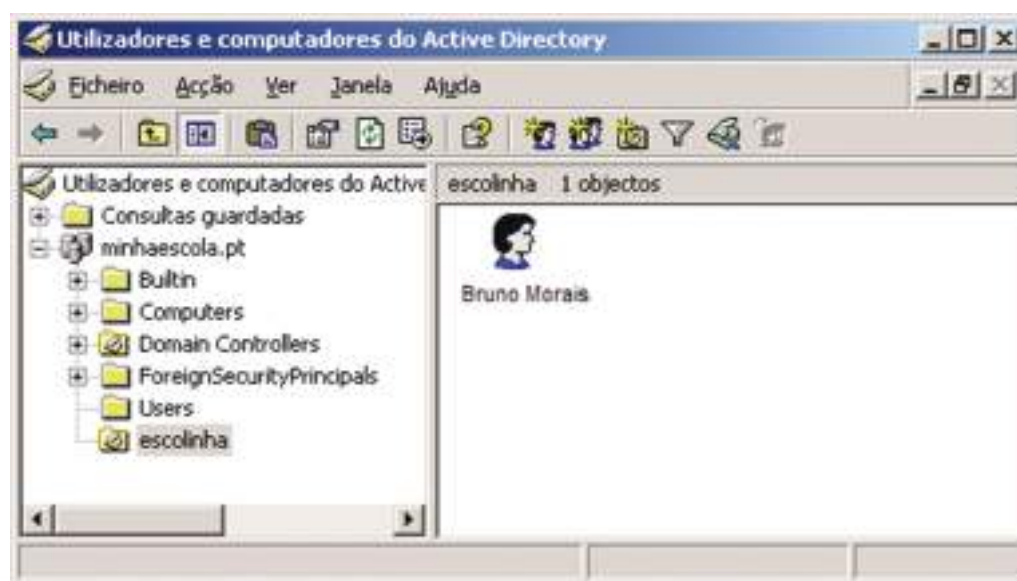 Utilizadores e computadores do Active Directory
Ficheiro Acção Ver Janela Ajuda
Utilizadores e computadores do Active
Consultas guardadas
minhaescola.pt
Builtin
Computers
Domain Controllers
ForeignSecurityPrincipals
Users
escolinha
escolinha 1 objectos
Bruno Morais